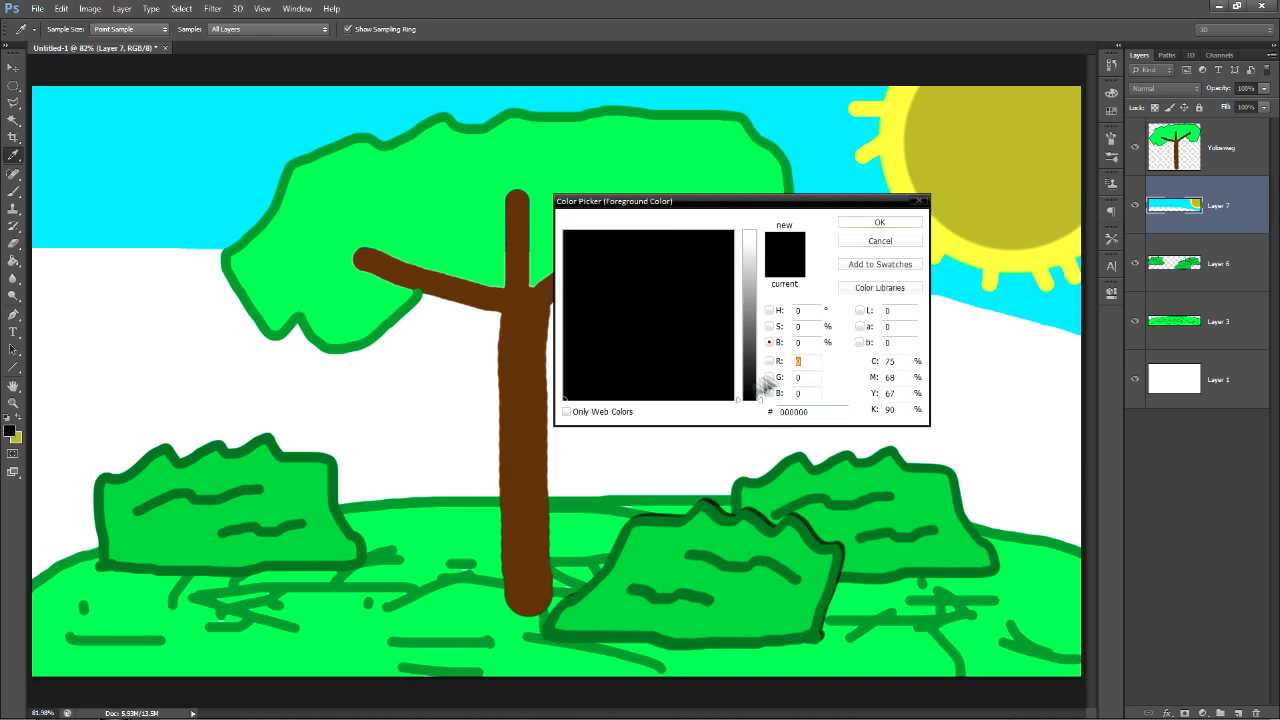 Ps File Edit Image Layer Type Select Filter 3D View Window Help
Sample Size: Point Sample Sample: All Layers Show Sampling Ring 3D
Untitled-1 @ 82% (Layer 7, RGB/8) * ×
Layers Paths 3D Channels
Kind
Normal Opacity: 100%
Lock: Fill: 100%
Layer 7
Layer 6
Layer 3
Layer 1
Color Picker (Foreground Color)
new
current
OK
Cancel
Add to Swatches
Color Libraries
H: 0 ° L: 0
S: 0 % a: 0
B: 0 % b: 0
R: 0 C: 75 %
G: 0 M: 68 %
B: 0 Y: 67 %
# 000000 K: 90 %
Only Web Colors
81.98% Doc: 5.93M/13.5M